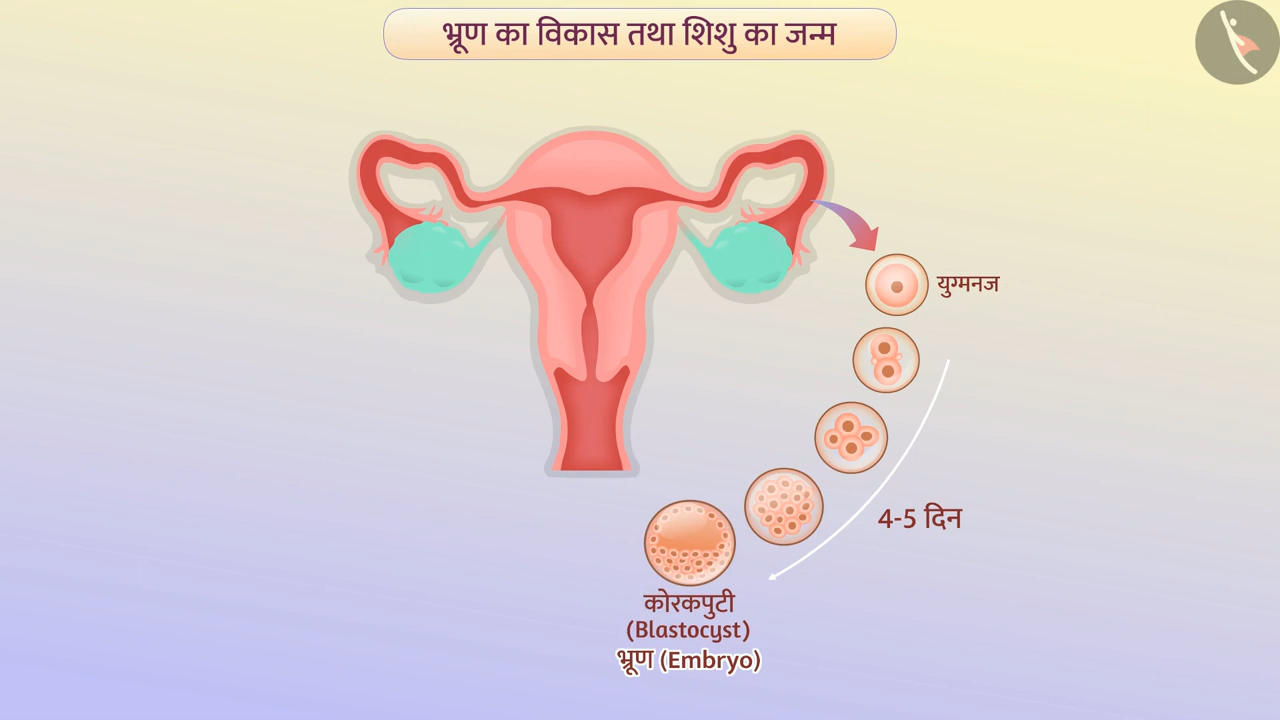 भ्रूण का विकास तथा शिशु का जन्म
युग्मनज
4-5 दिन
कोरकपुटी
(Blastocyst)
भ्रूण (Embryo)